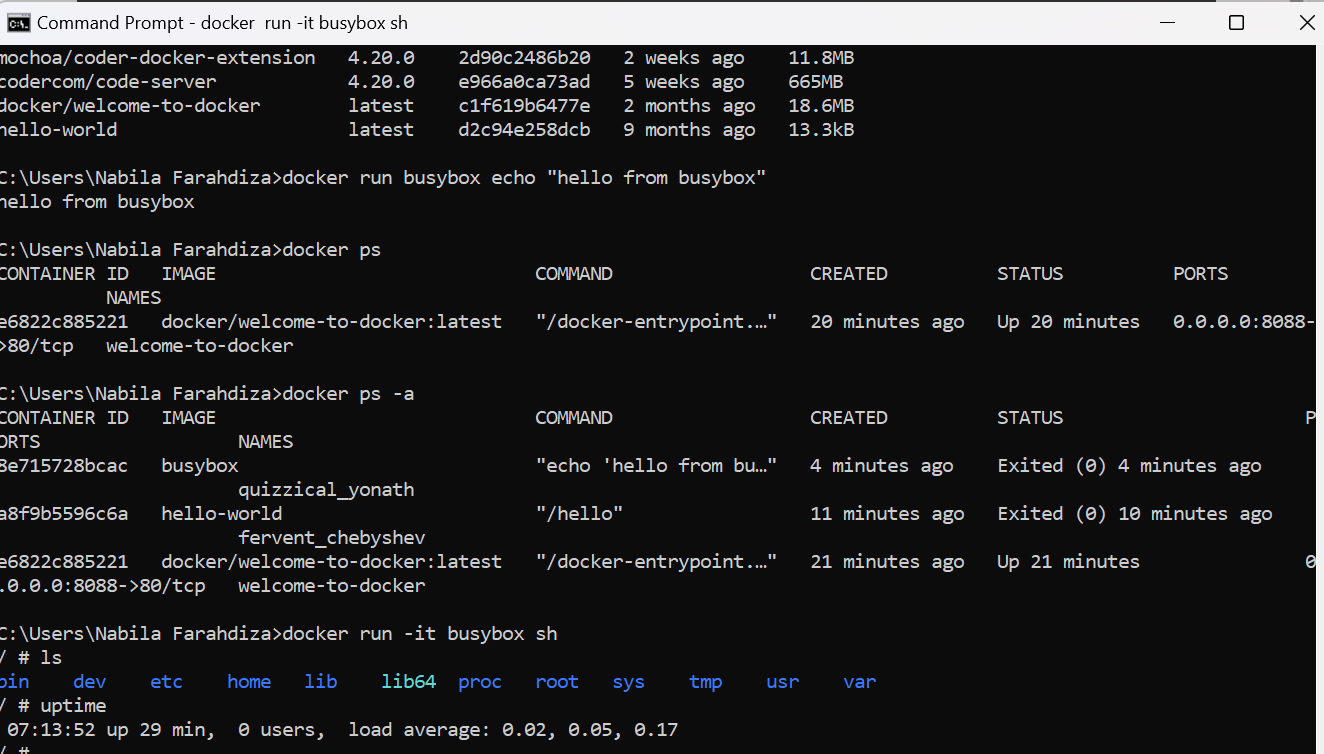 Command Prompt - docker  run -it busybox sh
mochoa/coder-docker-extension   4.20.0    2d90c2486b20   2 weeks ago    11.8MB
codercom/code-server            4.20.0    e966a0ca73ad   5 weeks ago    665MB
docker/welcome-to-docker        latest    c1f619b6477e   2 months ago   18.6MB
hello-world                     latest    d2c94e258dcb   9 months ago   13.3kB
C:\Users\Nabila Farahdiza>docker run busybox echo "hello from busybox"
hello from busybox
C:\Users\Nabila Farahdiza>docker ps
CONTAINER ID   IMAGE                             COMMAND                  CREATED          STATUS          PORTS
          NAMES
e6822c885221   docker/welcome-to-docker:latest   "/docker-entrypoint.…"   20 minutes ago   Up 20 minutes   0.0.0.0:8088-
>80/tcp   welcome-to-docker
C:\Users\Nabila Farahdiza>docker ps -a
CONTAINER ID   IMAGE                             COMMAND                  CREATED          STATUS                      P
ORTS                  NAMES
8e715728bcac   busybox                           "echo 'hello from bu…"   4 minutes ago    Exited (0) 4 minutes ago
                      quizzical_yonath
a8f9b5596c6a   hello-world                       "/hello"                 11 minutes ago   Exited (0) 10 minutes ago
                      fervent_chebyshev
e6822c885221   docker/welcome-to-docker:latest   "/docker-entrypoint.…"   21 minutes ago   Up 21 minutes               0
.0.0.0:8088->80/tcp   welcome-to-docker
C:\Users\Nabila Farahdiza>docker run -it busybox sh
/ # ls
bin    dev    etc    home   lib    lib64  proc   root   sys    tmp    usr    var
/ # uptime
 07:13:52 up 29 min,  0 users,  load average: 0.02, 0.05, 0.17
/ #